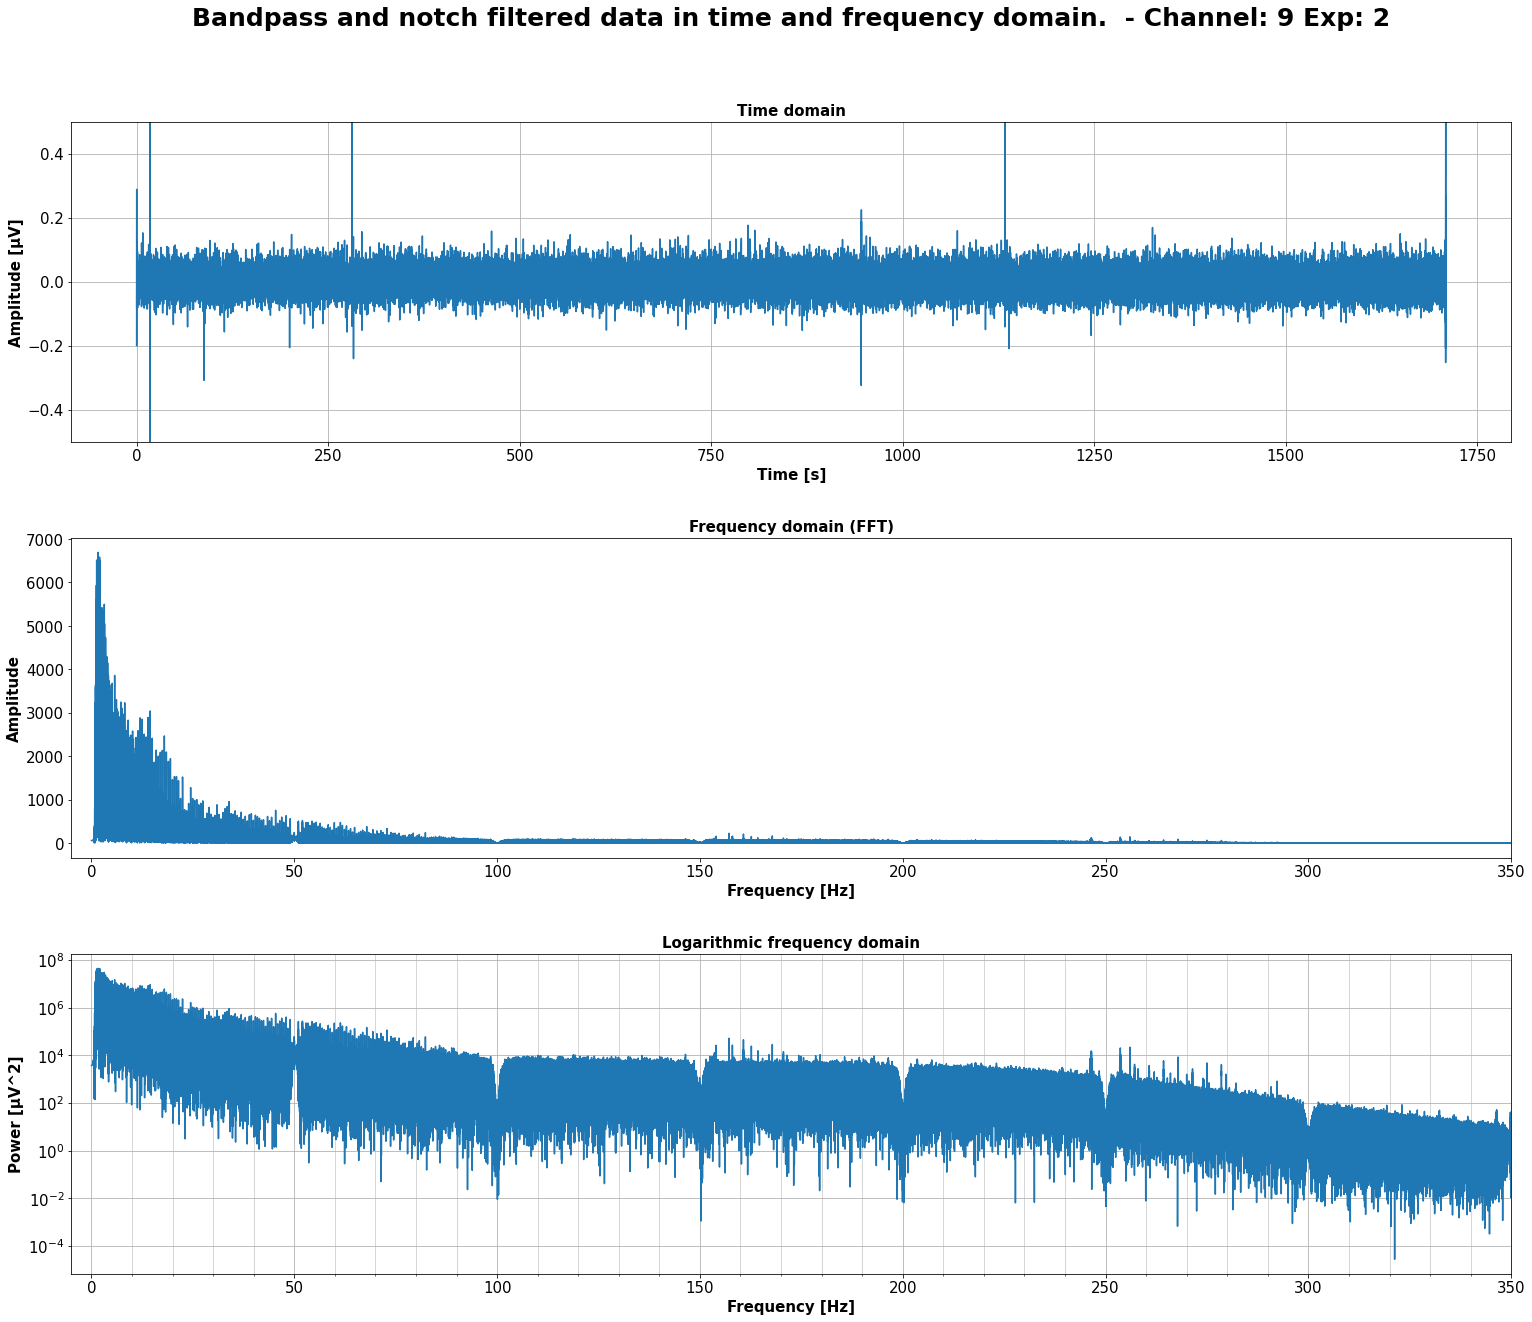 Bandpass and notch filtered data in time and frequency domain.  - Channel: 9 Exp: 2
Time domain
Amplitude [µV]
0.4
0.2
0.0
−0.2
−0.4
0 250 500 750 1000 1250 1500 1750
Time [s]
Frequency domain (FFT)
Amplitude
7000
6000
5000
4000
3000
2000
1000
0
0 50 100 150 200 250 300 350
Frequency [Hz]
Logarithmic frequency domain
Power [µV^2]
10^8
10^6
10^4
10^2
10^0
10^−2
10^−4
0 50 100 150 200 250 300 350
Frequency [Hz]